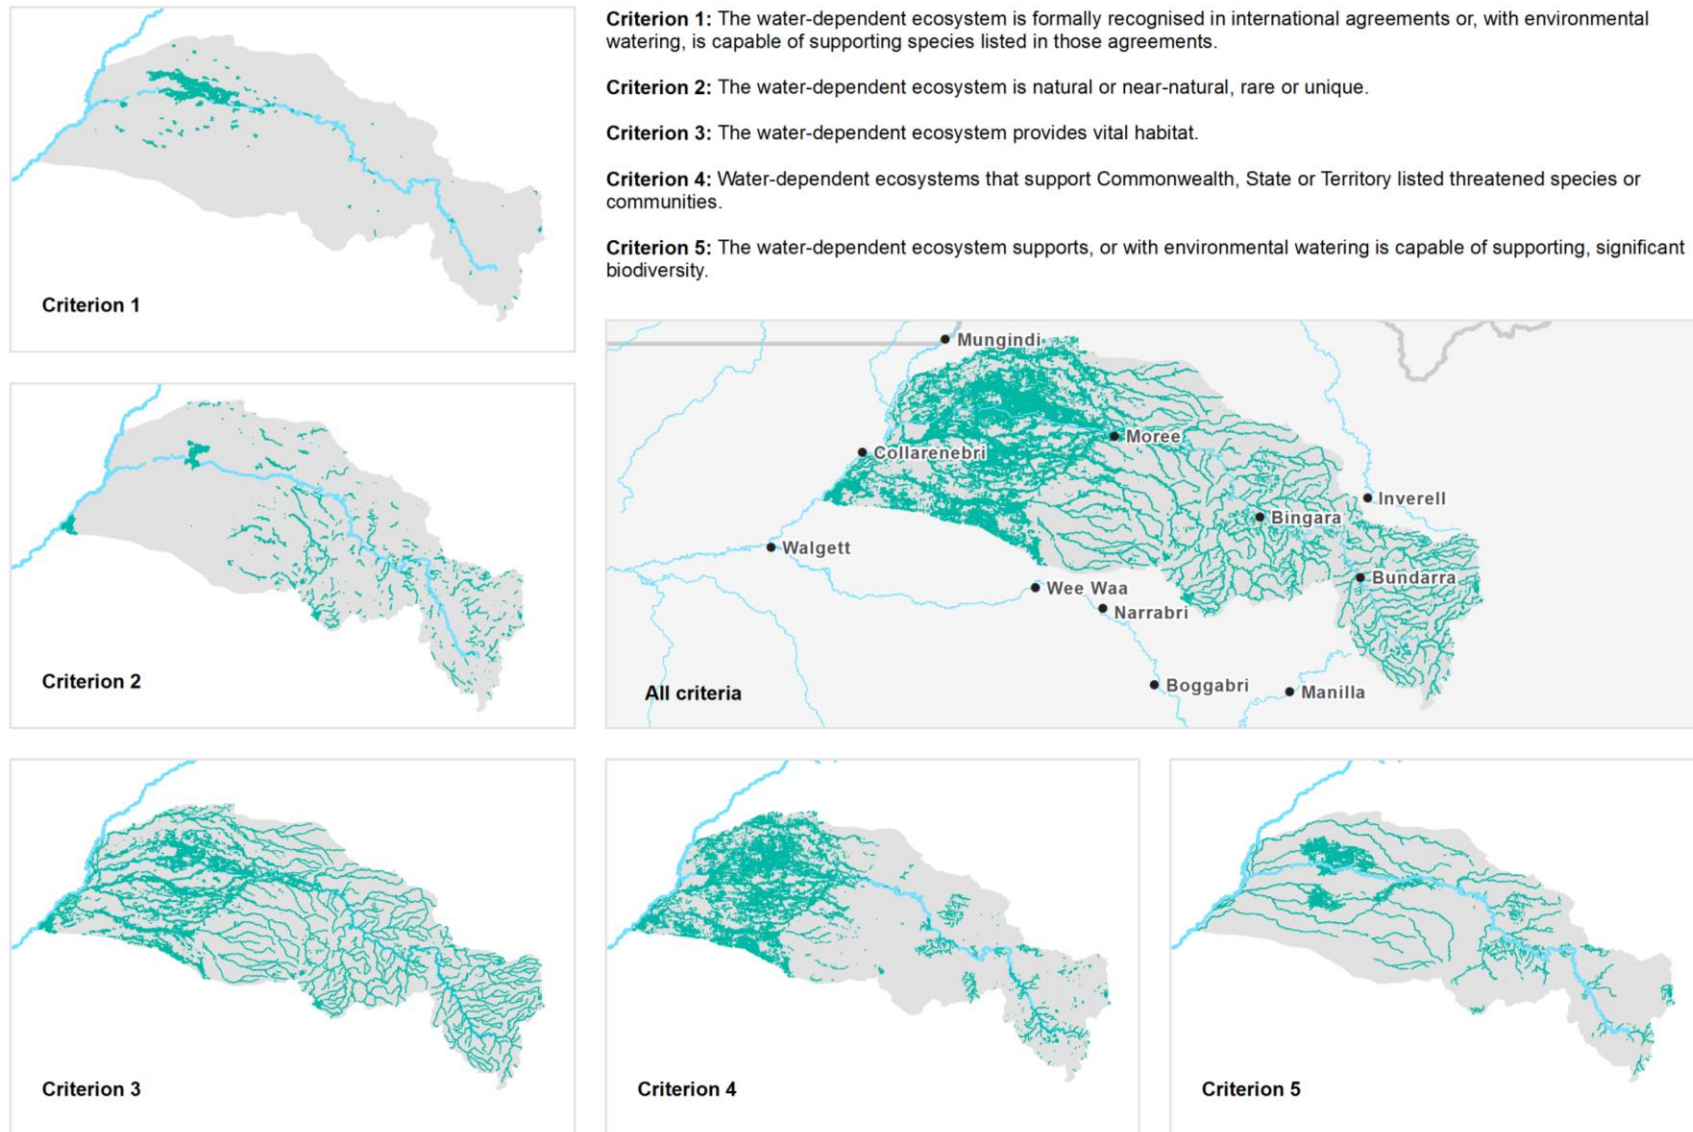 Criterion 1: The water-dependent ecosystem is formally recognised in international agreements or, with environmental
watering, is capable of supporting species listed in those agreements.
Criterion 2: The water-dependent ecosystem is natural or near-natural, rare or unique.
Criterion 3: The water-dependent ecosystem provides vital habitat.
Criterion 4: Water-dependent ecosystems that support Commonwealth, State or Territory listed threatened species or
communities.
Criterion 5: The water-dependent ecosystem supports, or with environmental watering is capable of supporting, significant
biodiversity.
Criterion 1
Mungindi
Moree
Collarenebri
Inverell
Bingara
Walgett
Bundarra
Wee Waa
Narrabri
Boggabri
Manilla
All criteria
Criterion 2
Criterion 3
Criterion 4
Criterion 5